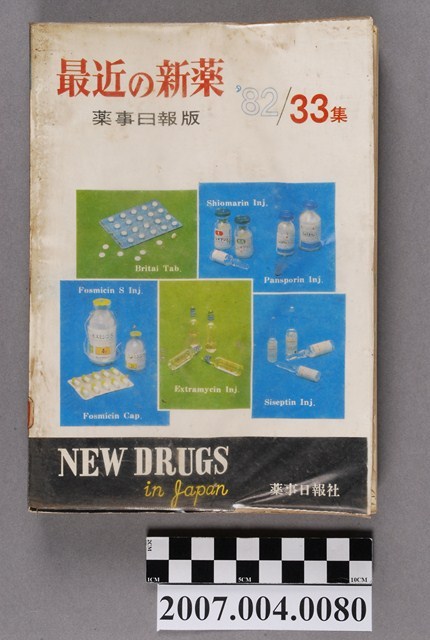 最近の新薬
'82/33集
薬事日報版
Shiomarin Inj.
Britai Tab.
Pansporin Inj.
Fosmicin S Inj.
Extramycin Inj.
Siseptin Inj.
Fosmicin Cap.
NEW DRUGS
in Japan
薬事日報社
2CM
1CM
5CM
10CM
2007.004.0080